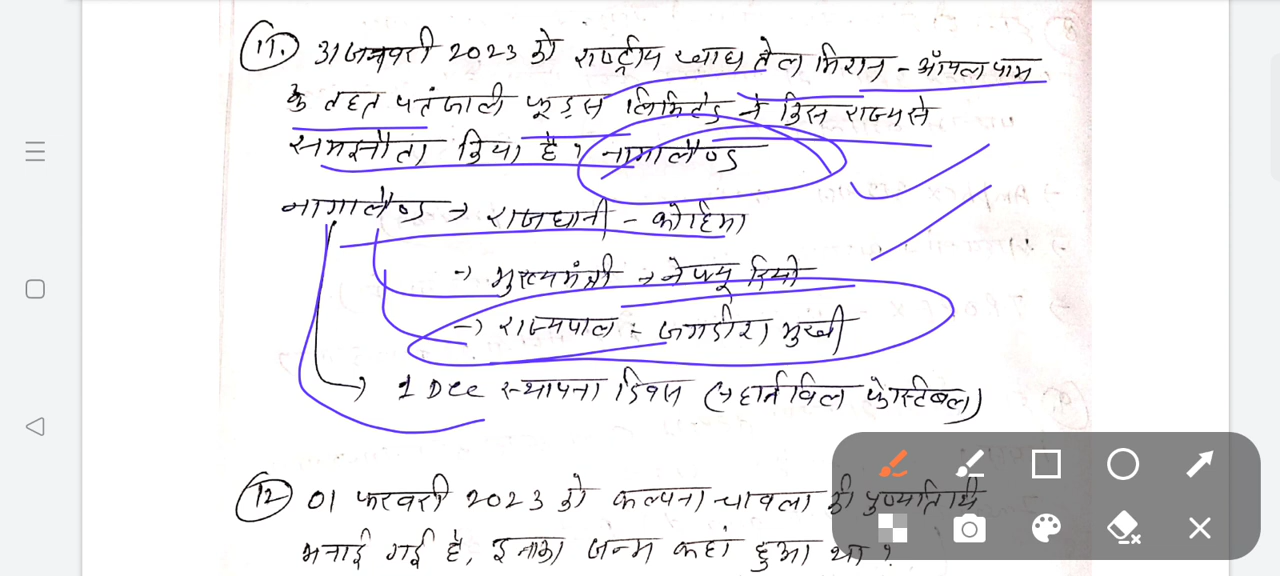 11. 31 जनवरी 2023 को राष्ट्रीय खाद्य तेल मिशन - ऑयल पाम
के तहत पतंजली फूड्स लिमिटेड ने किस राज्य से
समझौता किया है? नागालैण्ड
नागालैण्ड → राजधानी - कोहिमा
→ मुख्यमंत्री → नेफ्यू रियो
→ राज्यपाल - जगदीश मुखी
→ 1 Dec स्थापना दिवस (हार्नविल फेस्टिवल)
12 01 फरवरी 2023 को कल्पना चावला की पुण्यतिथि
मनाई गई है, इनका जन्म कहां हुआ था?